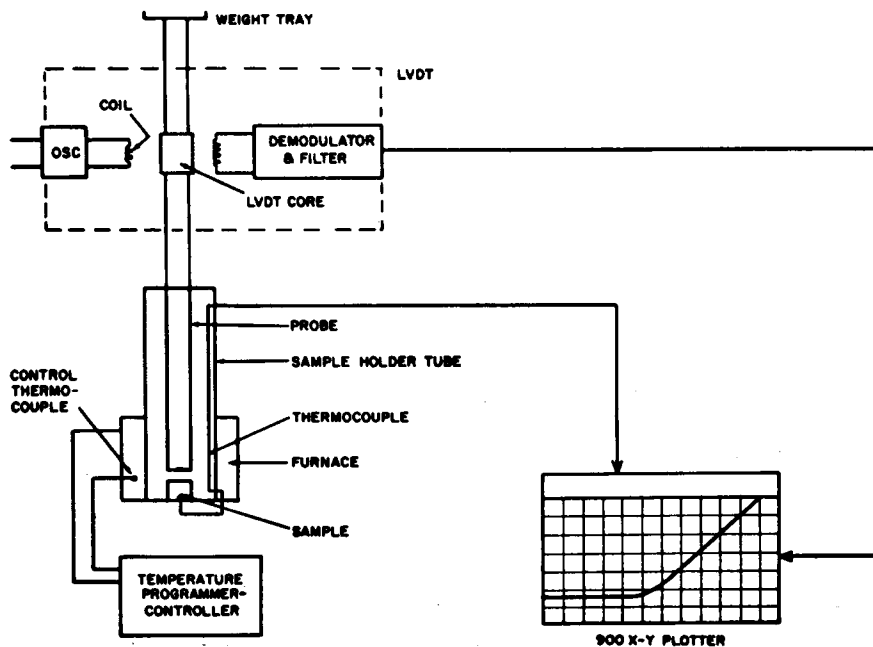 WEIGHT TRAY
LVDT
COIL
OSC
DEMODULATOR
& FILTER
LVDT CORE
PROBE
SAMPLE HOLDER TUBE
CONTROL
THERMO-
COUPLE
THERMOCOUPLE
FURNACE
SAMPLE
TEMPERATURE
PROGRAMMER-
CONTROLLER
900 X-Y PLOTTER